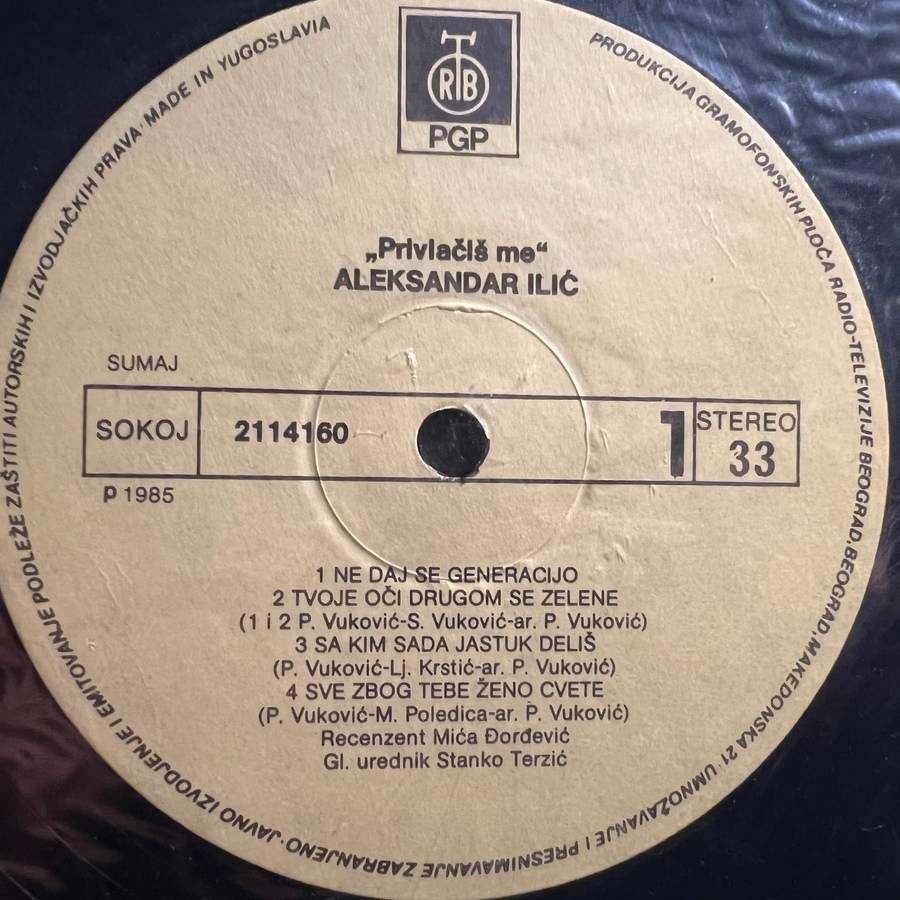 RTB
PGP
„Privlačiš me“
ALEKSANDAR ILIĆ
SUMAJ
SOKOJ 2114160 1 STEREO 33
P 1985
1 NE DAJ SE GENERACIJO
2 TVOJE OČI DRUGOM SE ZELENE
(1 i 2 P. Vuković-S. Vuković-ar. P. Vuković)
3 SA KIM SADA JASTUK DELIŠ
(P. Vuković-Lj. Krstić-ar. P. Vuković)
4 SVE ZBOG TEBE ŽENO CVETE
(P. Vuković-M. Poledica-ar. P. Vuković)
Recenzent Mića Đorđević
Gl. urednik Stanko Terzić
PRODUKCIJA GRAMOFONSKIH PLOČA RADIO-TELEVIZIJE BEOGRAD, BEOGRAD, MAKEDONSKA 21 · UMNOŽAVANJE I PRESNIMAVANJE ZABRANJENO · JAVNO IZVODJENJE I EMITOVANJE PODLEŽE ZAŠTITI AUTORSKIH I IZVODJAČKIH PRAVA · MADE IN YUGOSLAVIA